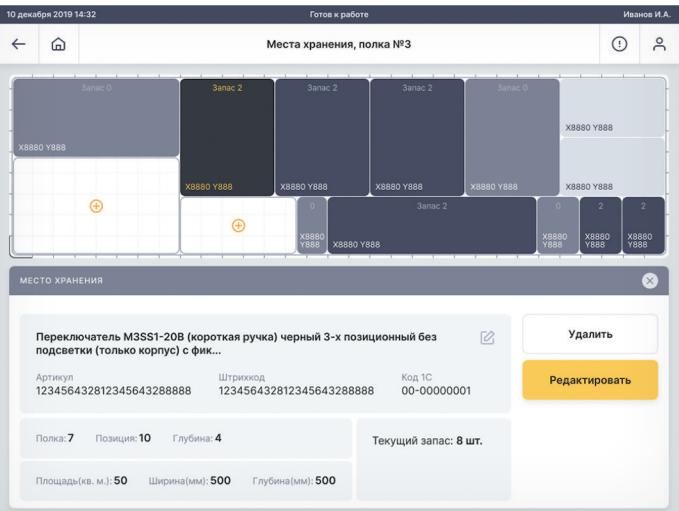 10 декабря 2019 14:32
Готов к работе
Иванов И.А.
Места хранения, полка №3
Запас 0
Запас 2
Запас 2
Запас 2
Запас 0
X8880 Y888
X8880 Y888
X8880 Y888
X8880 Y888
X8880 Y888
X8880 Y888
X8880 Y888
0
Запас 2
0
2
2
X8880
Y888
X8880 Y888
X8880
Y888
X8880
Y888
X8880
Y888
МЕСТО ХРАНЕНИЯ
Переключатель M3SS1-20B (короткая ручка) черный 3-х позиционный без
подсветки (только корпус) с фик...
Удалить
Артикул
Штрихкод
Код 1С
123456432812345643288888
123456432812345643288888
00-00000001
Редактировать
Полка: 7 Позиция: 10 Глубина: 4
Текущий запас: 8 шт.
Площадь(кв. м.): 50 Ширина(мм): 500 Глубина(мм): 500